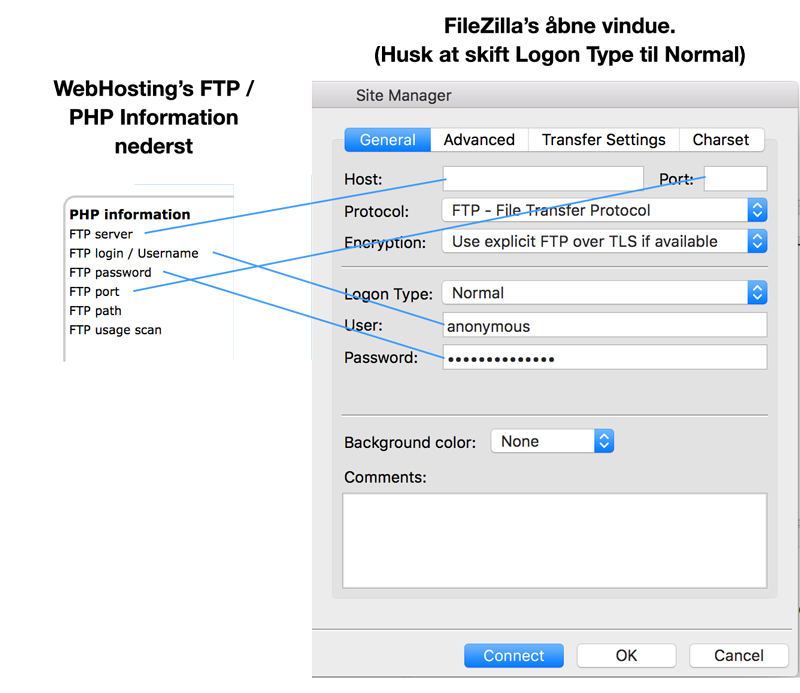 FileZilla's åbne vindue.
(Husk at skift Logon Type til Normal)
WebHosting's FTP /
PHP Information
nederst
PHP information
FTP server
FTP login / Username
FTP password
FTP port
FTP path
FTP usage scan
Site Manager
General Advanced Transfer Settings Charset
Host: Port:
Protocol: FTP - File Transfer Protocol
Encryption: Use explicit FTP over TLS if available
Logon Type: Normal
User: anonymous
Password: ••••••••••••••
Background color: None
Comments:
Connect OK Cancel